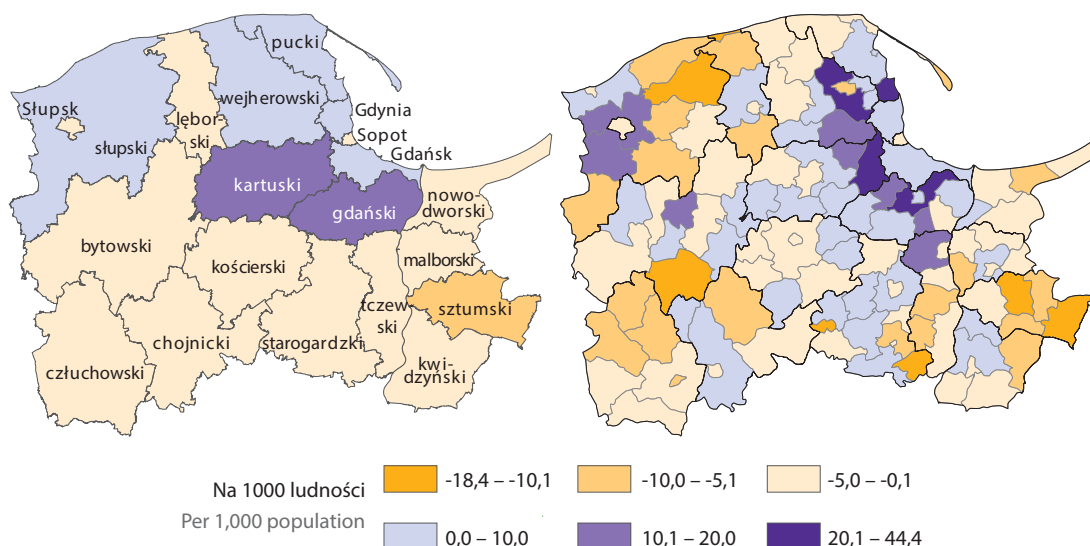 pucki
Słupsk
wejherowski
Gdynia
lębor-
ski
Sopot
słupski
Gdańsk
kartuski
nowo-
dworski
gdański
bytowski
kościerski
malborski
tczew-
ski
sztumski
chojnicki
starogardzki
człuchowski
kwi-
dzyński
Na 1000 ludności
Per 1,000 population
-18,4 – -10,1
-10,0 – -5,1
-5,0 – -0,1
0,0 – 10,0
10,1 – 20,0
20,1 – 44,4